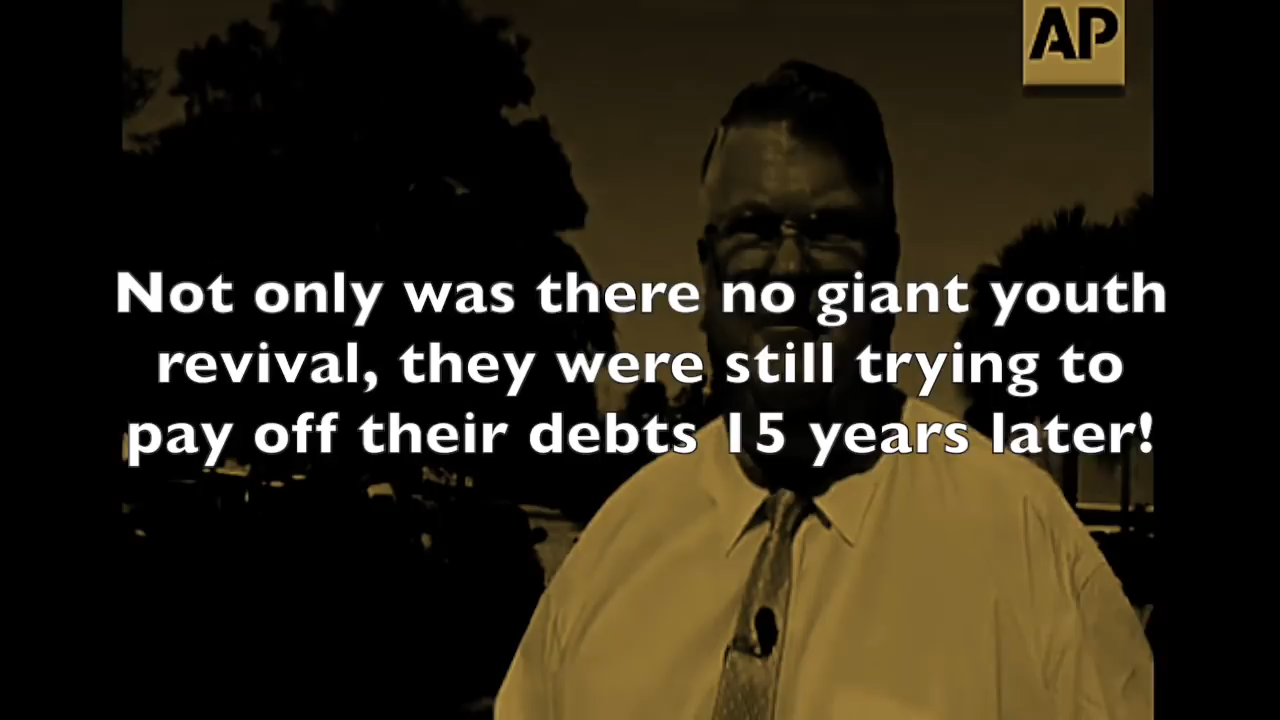 AP
Not only was there no giant youth
revival, they were still trying to
pay off their debts 15 years later!